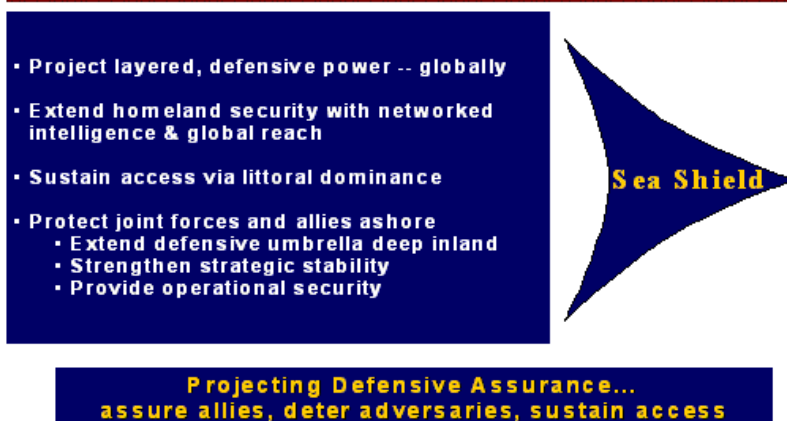 ▪ Project layered, defensive power -- globally
▪ Extend homeland security with networked
intelligence & global reach
▪ Sustain access via littoral dominance
▪ Protect joint forces and allies ashore
▪ Extend defensive umbrella deep inland
▪ Strengthen strategic stability
▪ Provide operational security
Sea Shield
Projecting Defensive Assurance...
assure allies, deter adversaries, sustain access